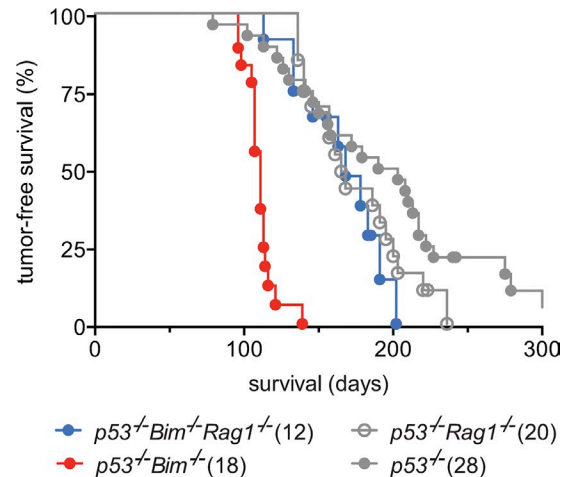 tumor-free survival (%)
100
75
50
25
0
0 100 200 300
survival (days)
p53-/-Bim-/-Rag1-/-(12) p53-/-Rag1-/-(20)
p53-/-Bim-/-(18) p53-/-(28)